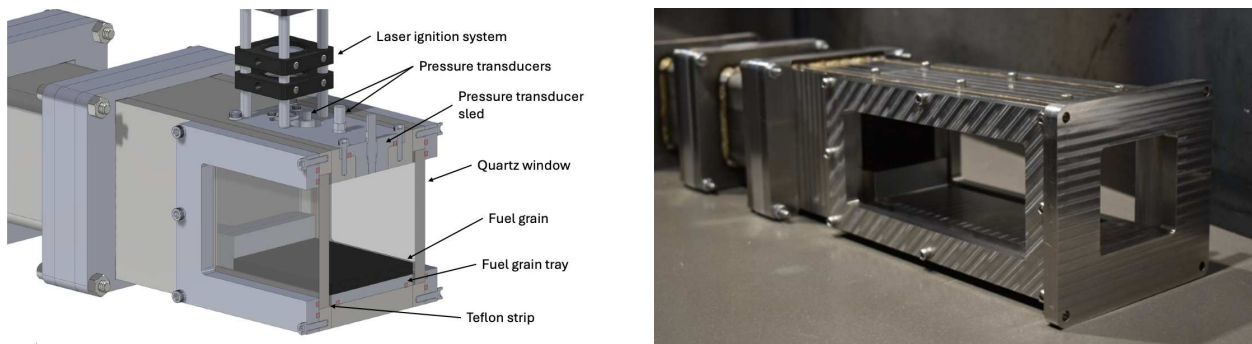 Laser ignition system
Pressure transducers
Pressure transducer
sled
Quartz window
Fuel grain
Fuel grain tray
Teflon strip